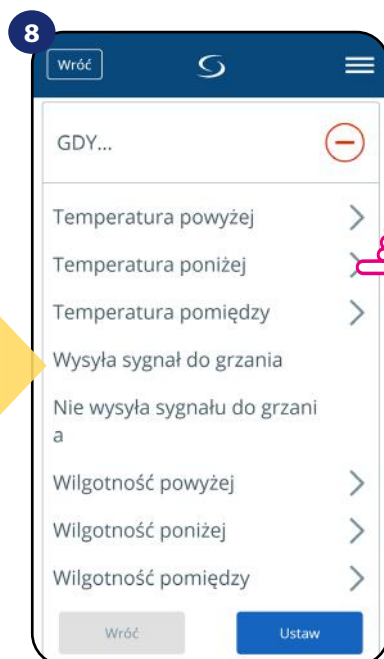 8
Wróć
GDY...
Temperatura powyżej
Temperatura poniżej
Temperatura pomiędzy
Wysyła sygnał do grzania
Nie wysyła sygnału do grzani
a
Wilgotność powyżej
Wilgotność poniżej
Wilgotność pomiędzy
Wróć Ustaw